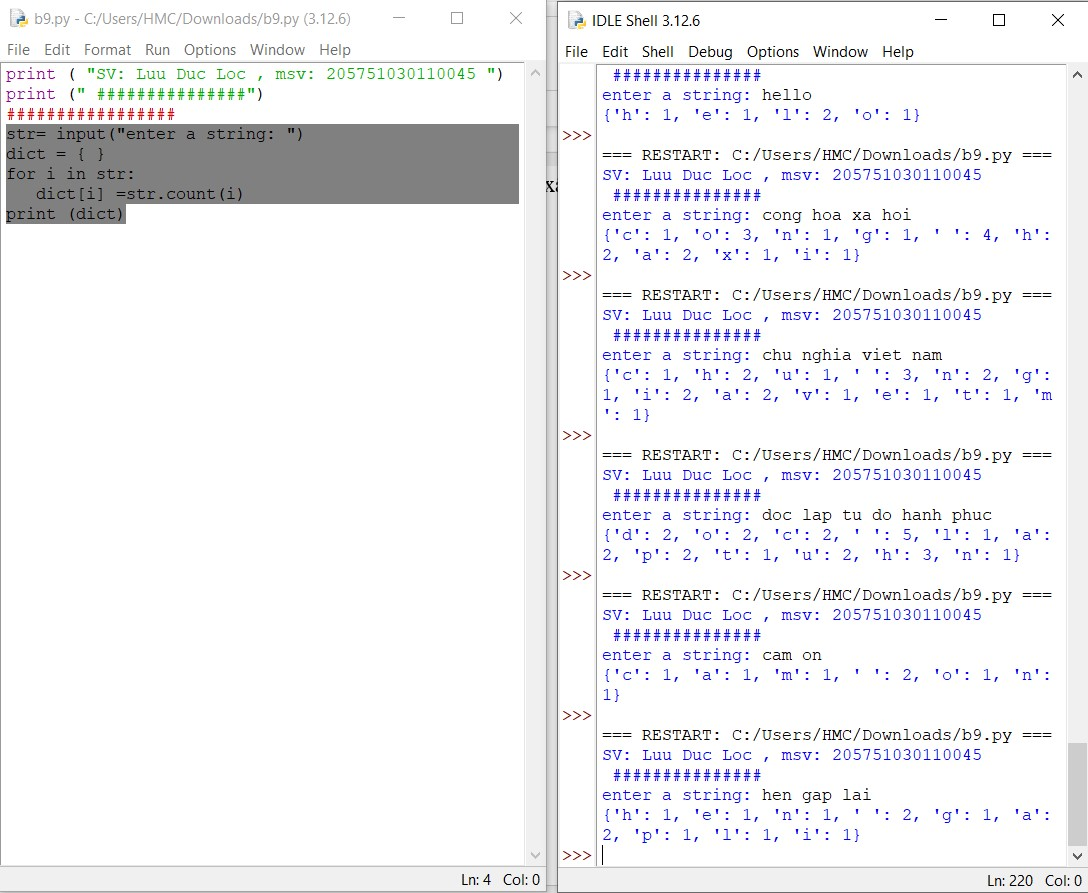 b9.py - C:/Users/HMC/Downloads/b9.py (3.12.6)
File Edit Format Run Options Window Help
print ( "SV: Luu Duc Loc , msv: 205751030110045 ")
print (" ###############")
#################
str= input("enter a string: ")
dict = { }
for i in str:
   dict[i] =str.count(i)
print (dict)
Ln: 4 Col: 0
xa
IDLE Shell 3.12.6
File Edit Shell Debug Options Window Help
 ###############
enter a string: hello
{'h': 1, 'e': 1, 'l': 2, 'o': 1}
>>>
=== RESTART: C:/Users/HMC/Downloads/b9.py ===
SV: Luu Duc Loc , msv: 205751030110045
 ###############
enter a string: cong hoa xa hoi
{'c': 1, 'o': 3, 'n': 1, 'g': 1, ' ': 4, 'h':
2, 'a': 2, 'x': 1, 'i': 1}
>>>
=== RESTART: C:/Users/HMC/Downloads/b9.py ===
SV: Luu Duc Loc , msv: 205751030110045
 ###############
enter a string: chu nghia viet nam
{'c': 1, 'h': 2, 'u': 1, ' ': 3, 'n': 2, 'g':
1, 'i': 2, 'a': 2, 'v': 1, 'e': 1, 't': 1, 'm
': 1}
>>>
=== RESTART: C:/Users/HMC/Downloads/b9.py ===
SV: Luu Duc Loc , msv: 205751030110045
 ###############
enter a string: doc lap tu do hanh phuc
{'d': 2, 'o': 2, 'c': 2, ' ': 5, 'l': 1, 'a':
2, 'p': 2, 't': 1, 'u': 2, 'h': 3, 'n': 1}
>>>
=== RESTART: C:/Users/HMC/Downloads/b9.py ===
SV: Luu Duc Loc , msv: 205751030110045
 ###############
enter a string: cam on
{'c': 1, 'a': 1, 'm': 1, ' ': 2, 'o': 1, 'n':
1}
>>>
=== RESTART: C:/Users/HMC/Downloads/b9.py ===
SV: Luu Duc Loc , msv: 205751030110045
 ###############
enter a string: hen gap lai
{'h': 1, 'e': 1, 'n': 1, ' ': 2, 'g': 1, 'a':
2, 'p': 1, 'l': 1, 'i': 1}
>>>
Ln: 220 Col: 0